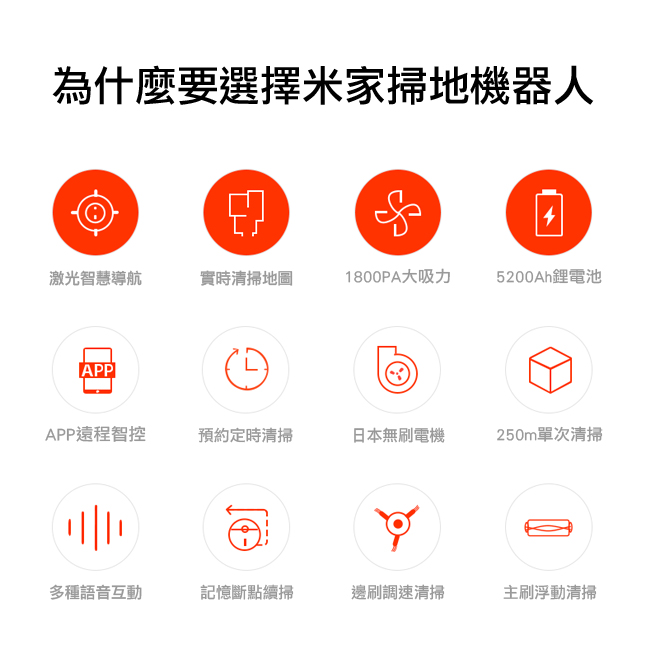 為什麼要選擇米家掃地機器人
激光智慧導航
實時清掃地圖
1800PA大吸力
5200Ah鋰電池
APP
APP遠程智控
預約定時清掃
日本無刷電機
250m單次清掃
多種語音互動
記憶斷點續掃
邊刷調速清掃
主刷浮動清掃